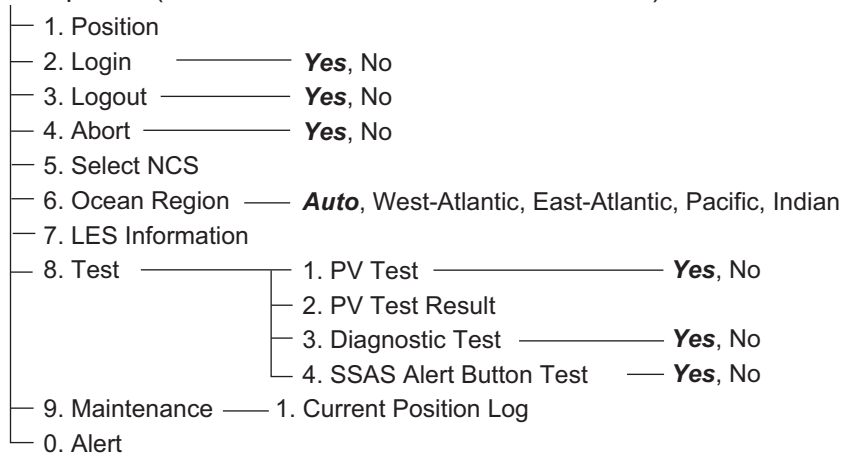 1. Position
2. Login Yes, No
3. Logout Yes, No
4. Abort Yes, No
5. Select NCS
6. Ocean Region Auto, West-Atlantic, East-Atlantic, Pacific, Indian
7. LES Information
8. Test 1. PV Test Yes, No
2. PV Test Result
3. Diagnostic Test Yes, No
4. SSAS Alert Button Test Yes, No
9. Maintenance 1. Current Position Log
0. Alert